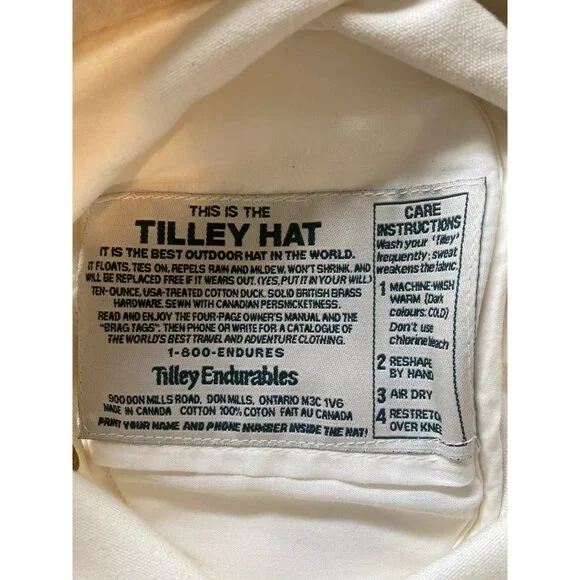 THIS IS THE
TILLEY HAT
IT IS THE BEST OUTDOOR HAT IN THE WORLD.
IT FLOATS, TIES ON, REPELS RAIN AND MILDEW, WON'T SHRINK, AND
WILL BE REPLACED FREE IF IT WEARS OUT. (YES, PUT IT IN YOUR WILL)
TEN-OUNCE, USA-TREATED COTTON DUCK, SOLID BRITISH BRASS
HARDWARE, SEWN WITH CANADIAN PERSNICKETINESS.
READ AND ENJOY THE FOUR-PAGE OWNER'S MANUAL AND THE
"BRAG TAGS", THEN PHONE OR WRITE FOR A CATALOGUE OF
THE WORLD'S BEST TRAVEL AND ADVENTURE CLOTHING.
1-800-ENDURES
Tilley Endurables
900 DON MILLS ROAD, DON MILLS, ONTARIO M3C 1V6
MADE IN CANADA COTTON 100% COTON FAIT AU CANADA
PRINT YOUR NAME AND PHONE NUMBER INSIDE THE HAT!
CARE
INSTRUCTIONS
Wash your 'Tilley'
frequently; sweat
weakens the fabric.
1 MACHINE-WASH
WARM (Dark
colours: COLD)
Don't use
chlorine bleach
2 RESHAPE
BY HAND
3 AIR DRY
4 RESTRETC
OVER KNEE